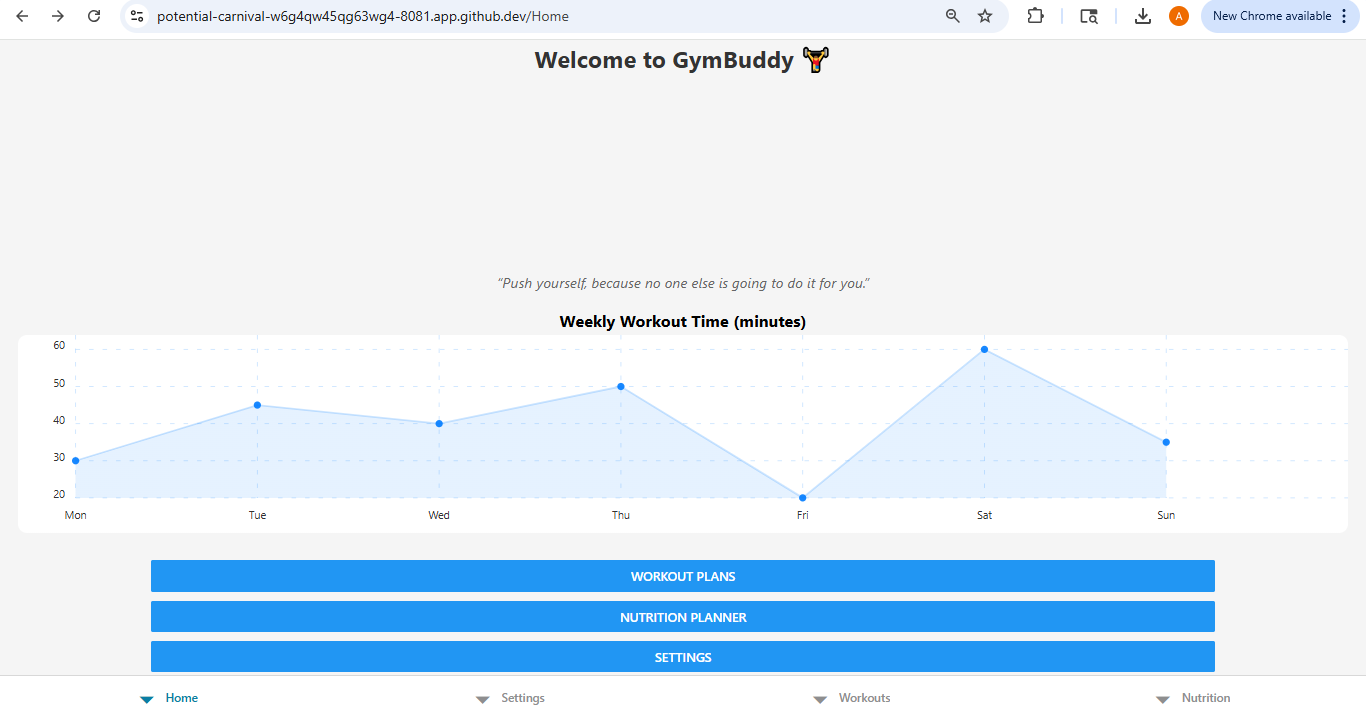 potential-carnival-w6g4qw45qg63wg4-8081.app.github.dev/Home
A
New Chrome available
Welcome to GymBuddy
“Push yourself, because no one else is going to do it for you.”
Weekly Workout Time (minutes)
60
50
40
30
20
Mon Tue Wed Thu Fri Sat Sun
WORKOUT PLANS
NUTRITION PLANNER
SETTINGS
Home Settings Workouts Nutrition